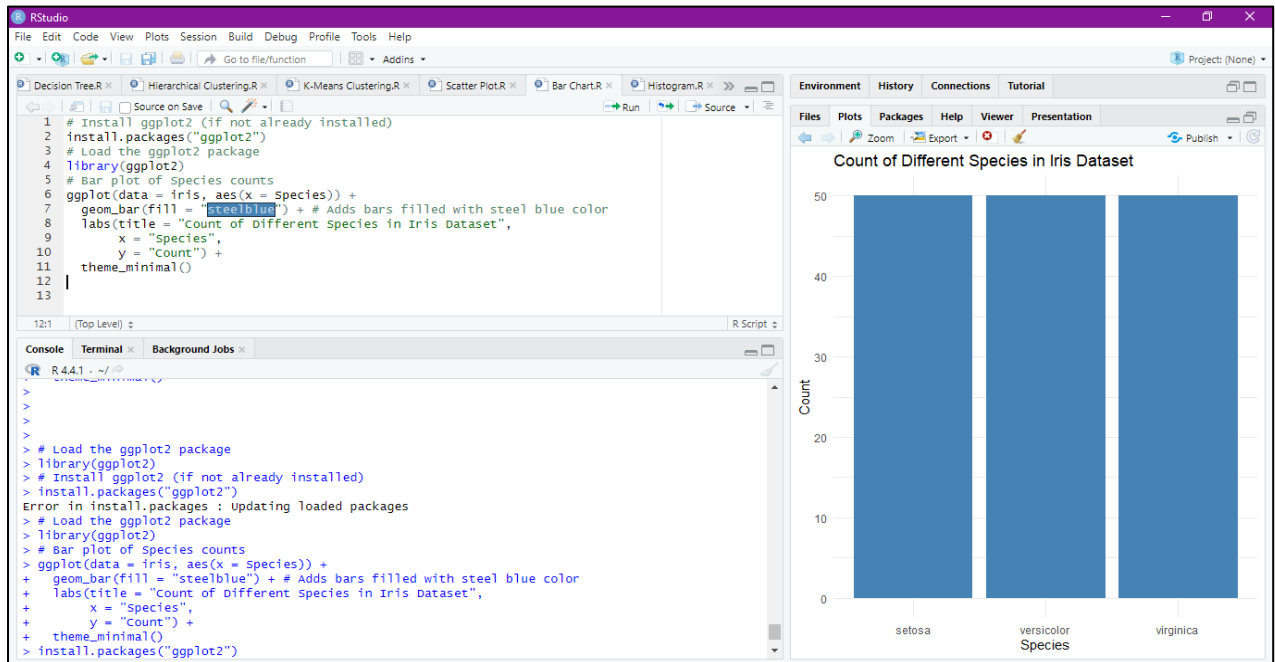 RStudio
File Edit Code View Plots Session Build Debug Profile Tools Help
Go to file/function Addins Project: (None)
Decision Tree.R Hierarchical Clustering.R K-Means Clustering.R Scatter Plot.R Bar Chart.R Histogram.R
Source on Save Run Source
1 # Install ggplot2 (if not already installed)
2 install.packages("ggplot2")
3 # Load the ggplot2 package
4 library(ggplot2)
5 # Bar plot of Species counts
6 ggplot(data = iris, aes(x = Species)) +
7 geom_bar(fill = "steelblue") + # Adds bars filled with steel blue color
8 labs(title = "Count of Different Species in Iris Dataset",
9 x = "Species",
10 y = "Count") +
11 theme_minimal()
12
13
12:1 (Top Level) R Script
Console Terminal Background Jobs
R 4.4.1 · ~/
+ theme_minimal()
>
>
>
>
> # Load the ggplot2 package
> library(ggplot2)
> # Install ggplot2 (if not already installed)
> install.packages("ggplot2")
Error in install.packages : Updating loaded packages
> # Load the ggplot2 package
> library(ggplot2)
> # Bar plot of Species counts
> ggplot(data = iris, aes(x = Species)) +
+ geom_bar(fill = "steelblue") + # Adds bars filled with steel blue color
+ labs(title = "Count of Different Species in Iris Dataset",
+ x = "Species",
+ y = "Count") +
+ theme_minimal()
> install.packages("ggplot2")
Environment History Connections Tutorial
Files Plots Packages Help Viewer Presentation
Zoom Export Publish
Count of Different Species in Iris Dataset
50
40
30
20
10
0
Count
setosa versicolor virginica
Species